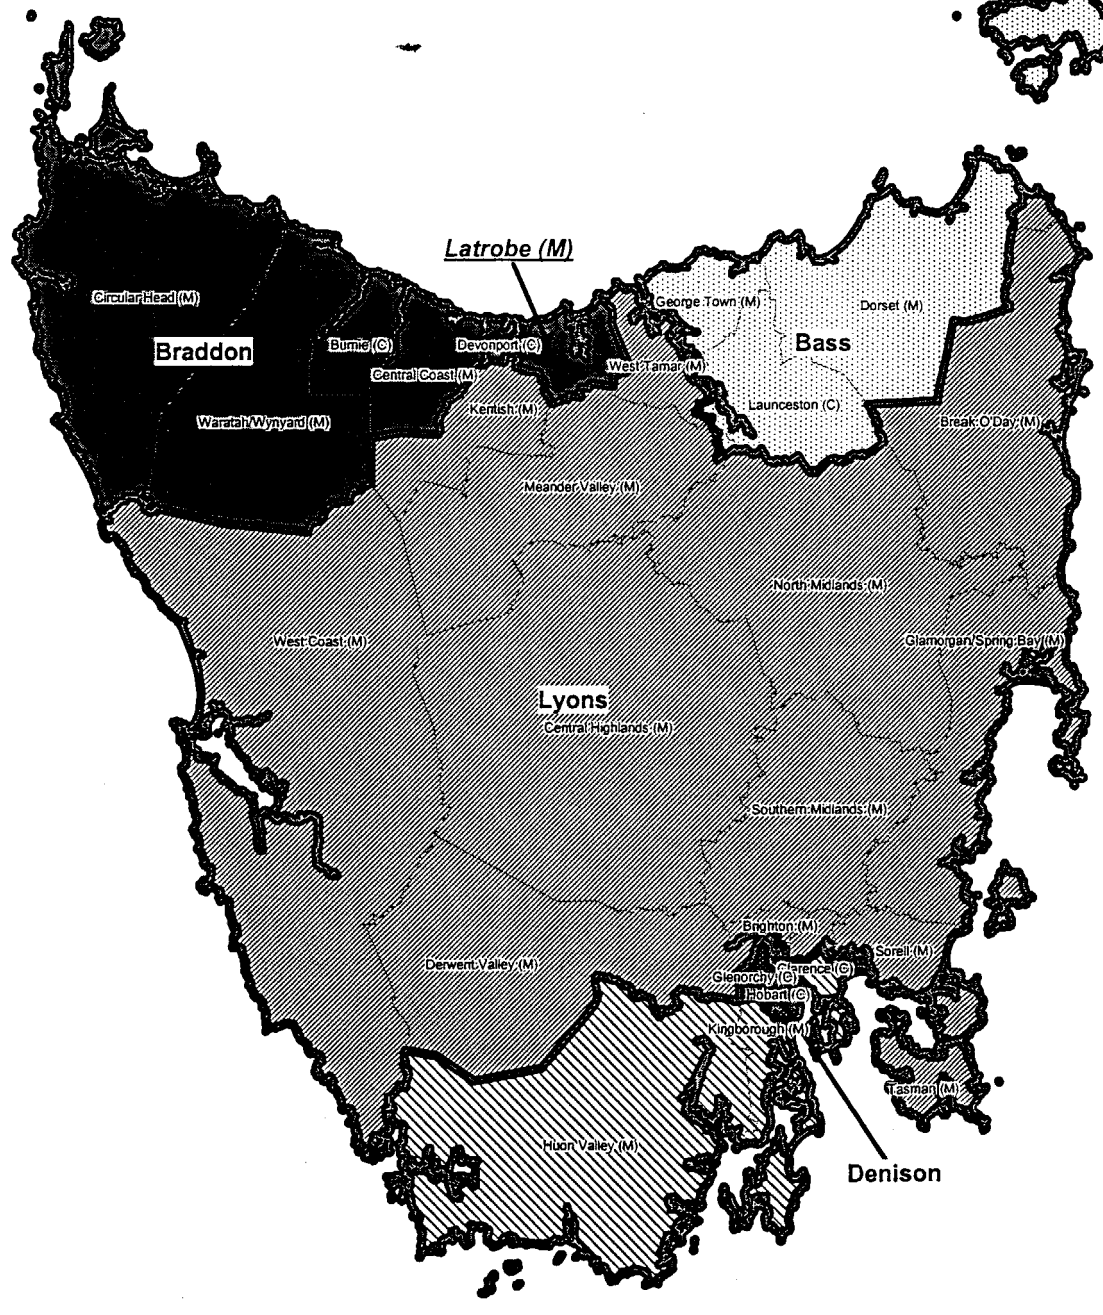 Latrobe (M)
Circular Head (M)
George Town (M)
Dorset (M)
Braddon
Burnie (C)
Devonport (C)
Bass
Central Coast (M)
West Tamar (M)
Launceston (C)
Kentish (M)
Waratah/Wynyard (M)
Break O'Day (M)
Meander Valley (M)
North Midlands (M)
West Coast (M)
Glamorgan/Spring Bay (M)
Lyons
Central Highlands (M)
Southern Midlands (M)
Brighton (M)
Sorell (M)
Derwent Valley (M)
Clarence (C)
Glenorchy (C)
Hobart (C)
Kingborough (M)
Tasman (M)
Huon Valley (M)
Denison